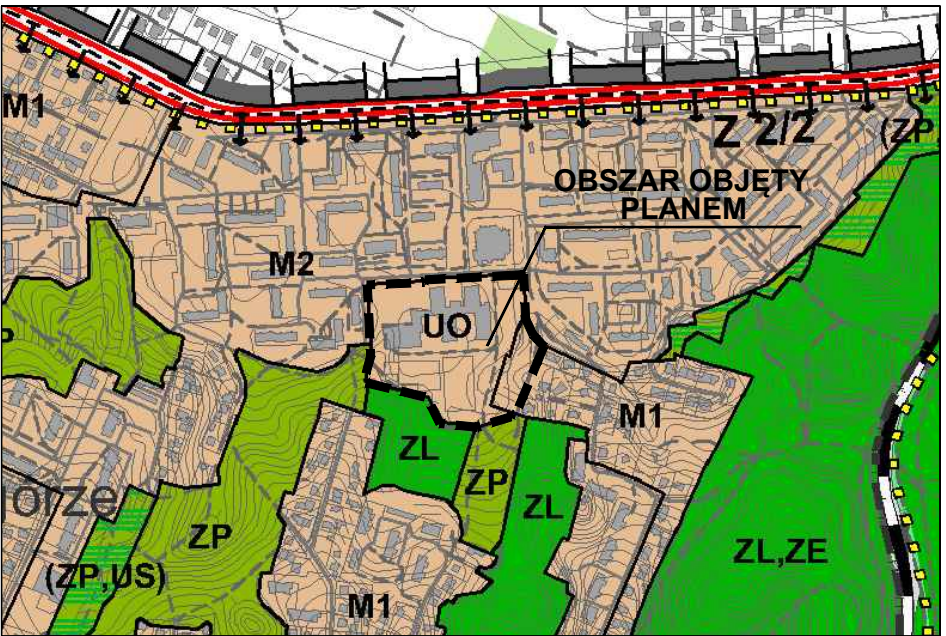 M1
Z 2/2
(ZP
OBSZAR OBJĘTY
PLANEM
M2
UO
M1
ZL
ZP
ZL
ZP
ZL,ZE
(ZP,US)
M1